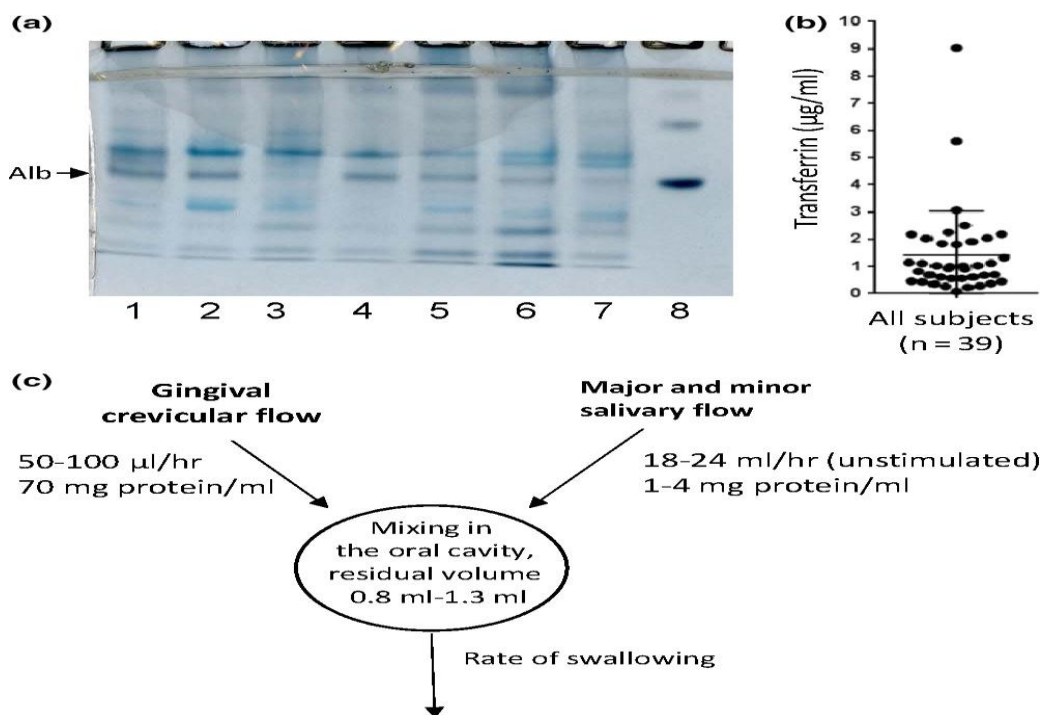 (a)
Alb
1 2 3 4 5 6 7 8
(b)
Transferrin (µg/ml)
10
9
8
7
6
5
4
3
2
1
0
All subjects
(n = 39)
(c)
Gingival
crevicular flow
50-100 µl/hr
70 mg protein/ml
Major and minor
salivary flow
18-24 ml/hr (unstimulated)
1-4 mg protein/ml
Mixing in
the oral cavity,
residual volume
0.8 ml-1.3 ml
Rate of swallowing